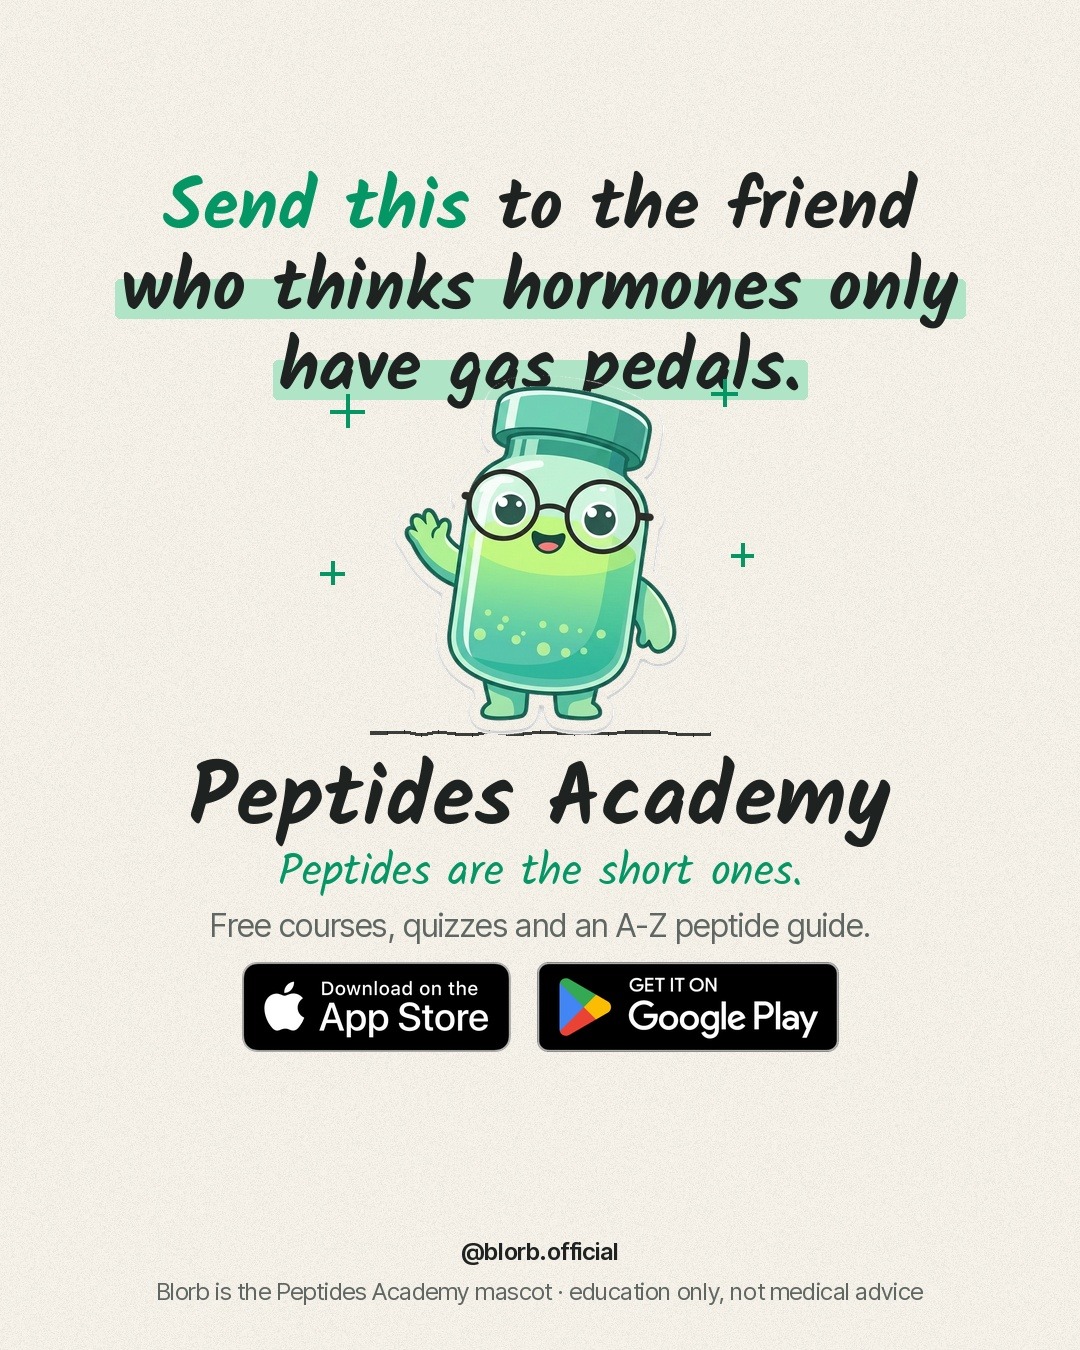 Send this to the friend
who thinks hormones only
have gas pedals.
Peptides Academy
Peptides are the short ones.
Free courses, quizzes and an A-Z peptide guide.
Download on the
App Store
GET IT ON
Google Play
@blorb.official
Blorb is the Peptides Academy mascot · education only, not medical advice